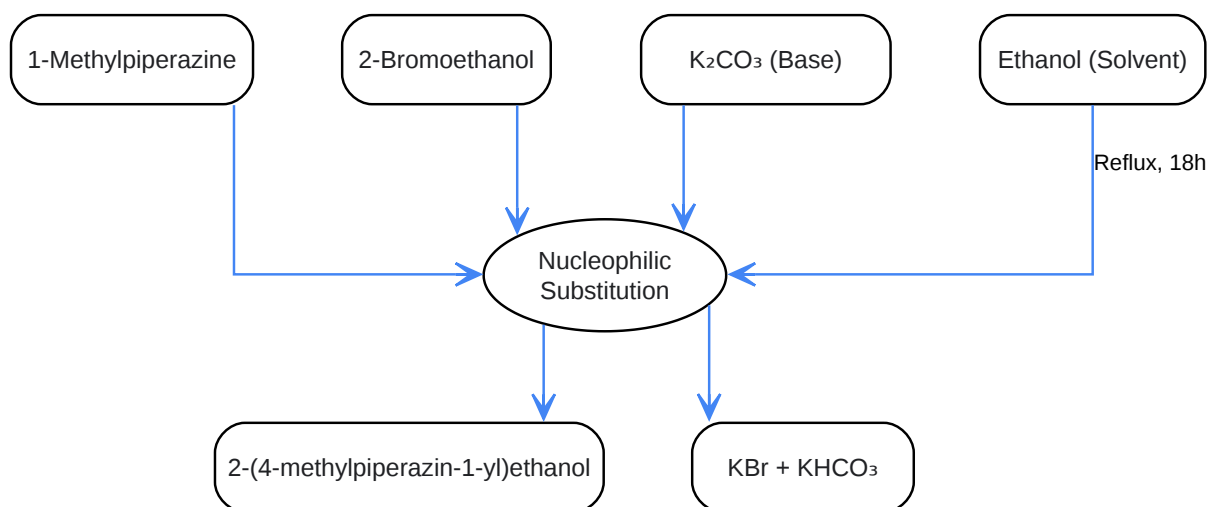 1-Methylpiperazine
2-Bromoethanol
K₂CO₃ (Base)
Ethanol (Solvent)
Reflux, 18h
Nucleophilic
Substitution
2-(4-methylpiperazin-1-yl)ethanol
KBr + KHCO₃